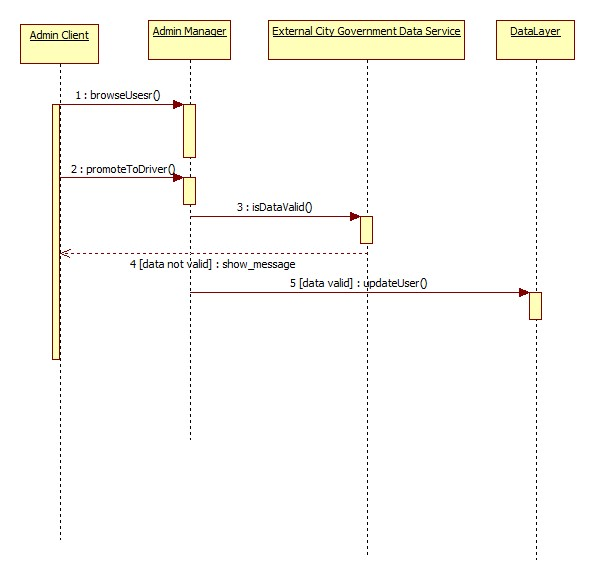 Admin Client
Admin Manager
External City Government Data Service
DataLayer
1 : browseUsesr()
2 : promoteToDriver()
3 : isDataValid()
4 [data not valid] : show_message
5 [data valid] : updateUser()